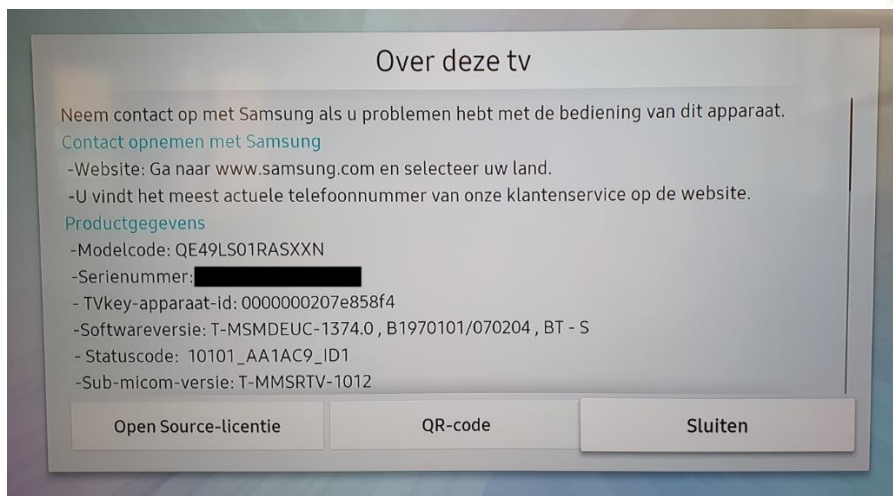 Over deze tv
Neem contact op met Samsung als u problemen hebt met de bediening van dit apparaat.
Contact opnemen met Samsung
-Website: Ga naar www.samsung.com en selecteer uw land.
-U vindt het meest actuele telefoonnummer van onze klantenservice op de website.
Productgegevens
-Modelcode: QE49LS01RASXXN
-Serienummer:
- TVkey-apparaat-id: 0000000207e858f4
-Softwareversie: T-MSMDEUC-1374.0 , B1970101/070204 , BT - S
- Statuscode: 10101_AA1AC9_ID1
-Sub-micom-versie: T-MMSRTV-1012
Open Source-licentie
QR-code
Sluiten